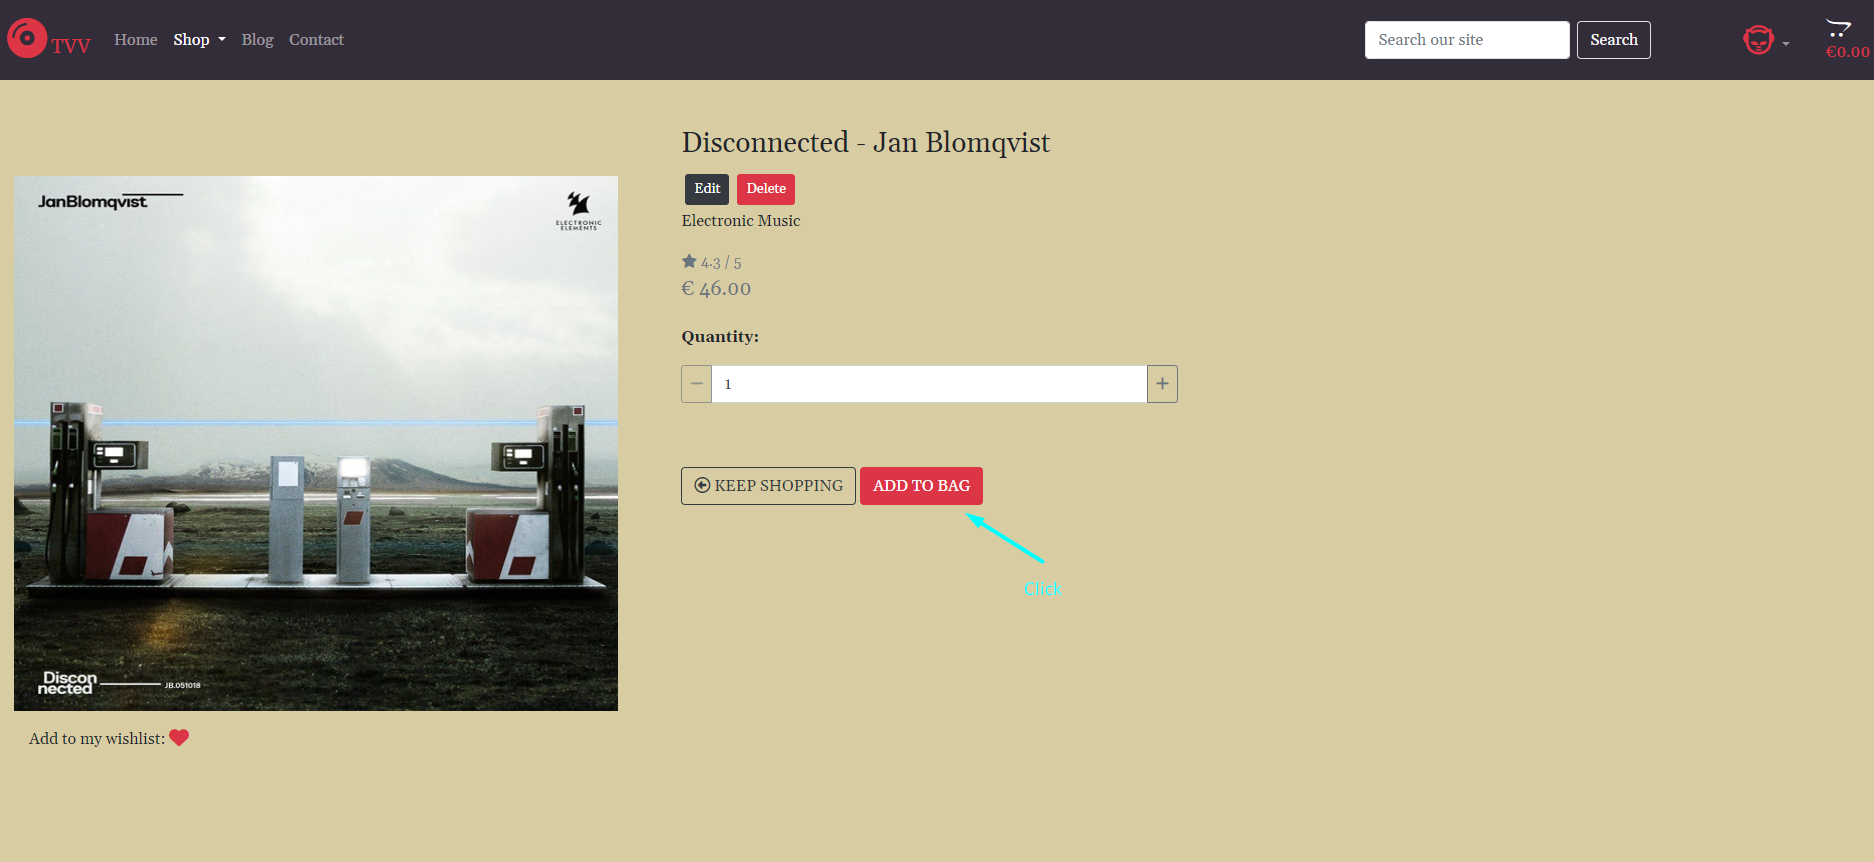 TVV Home Shop Blog Contact Search our site Search €0.00
Disconnected - Jan Blomqvist
Edit Delete
Electronic Music
4.3 / 5
€ 46.00
Quantity:
1
KEEP SHOPPING ADD TO BAG
Click
JanBlomqvist.
ELECTRONIC
ELEMENTS
Discon
nected
JB.051018
Add to my wishlist: